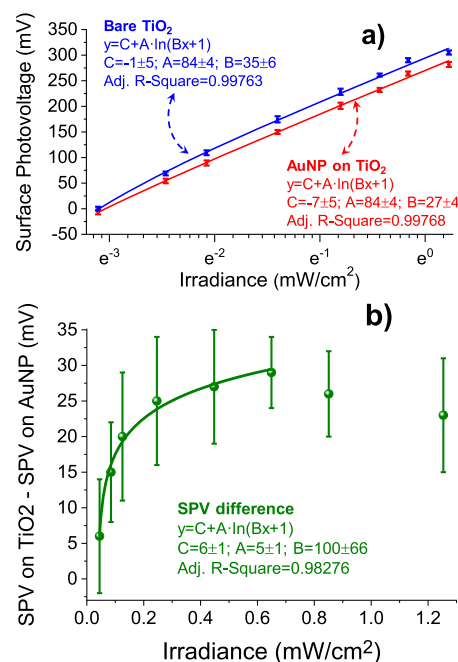 a)
Bare TiO₂
y=C+A·ln(Bx+1)
C=-1±5; A=84±4; B=35±6
Adj. R-Square=0.99763
AuNP on TiO₂
y=C+A·ln(Bx+1)
C=-7±5; A=84±4; B=27±4
Adj. R-Square=0.99768
Surface Photovoltage (mV)
350
300
250
200
150
100
50
0
-50
e⁻³ e⁻² e⁻¹ e⁰
Irradiance (mW/cm²)
b)
SPV on TiO2 - SPV on AuNP (mV)
35
30
25
20
15
10
5
0
SPV difference
y=C+A·ln(Bx+1)
C=6±1; A=5±1; B=100±66
Adj. R-Square=0.98276
0.0 0.2 0.4 0.6 0.8 1.0 1.2
Irradiance (mW/cm²)